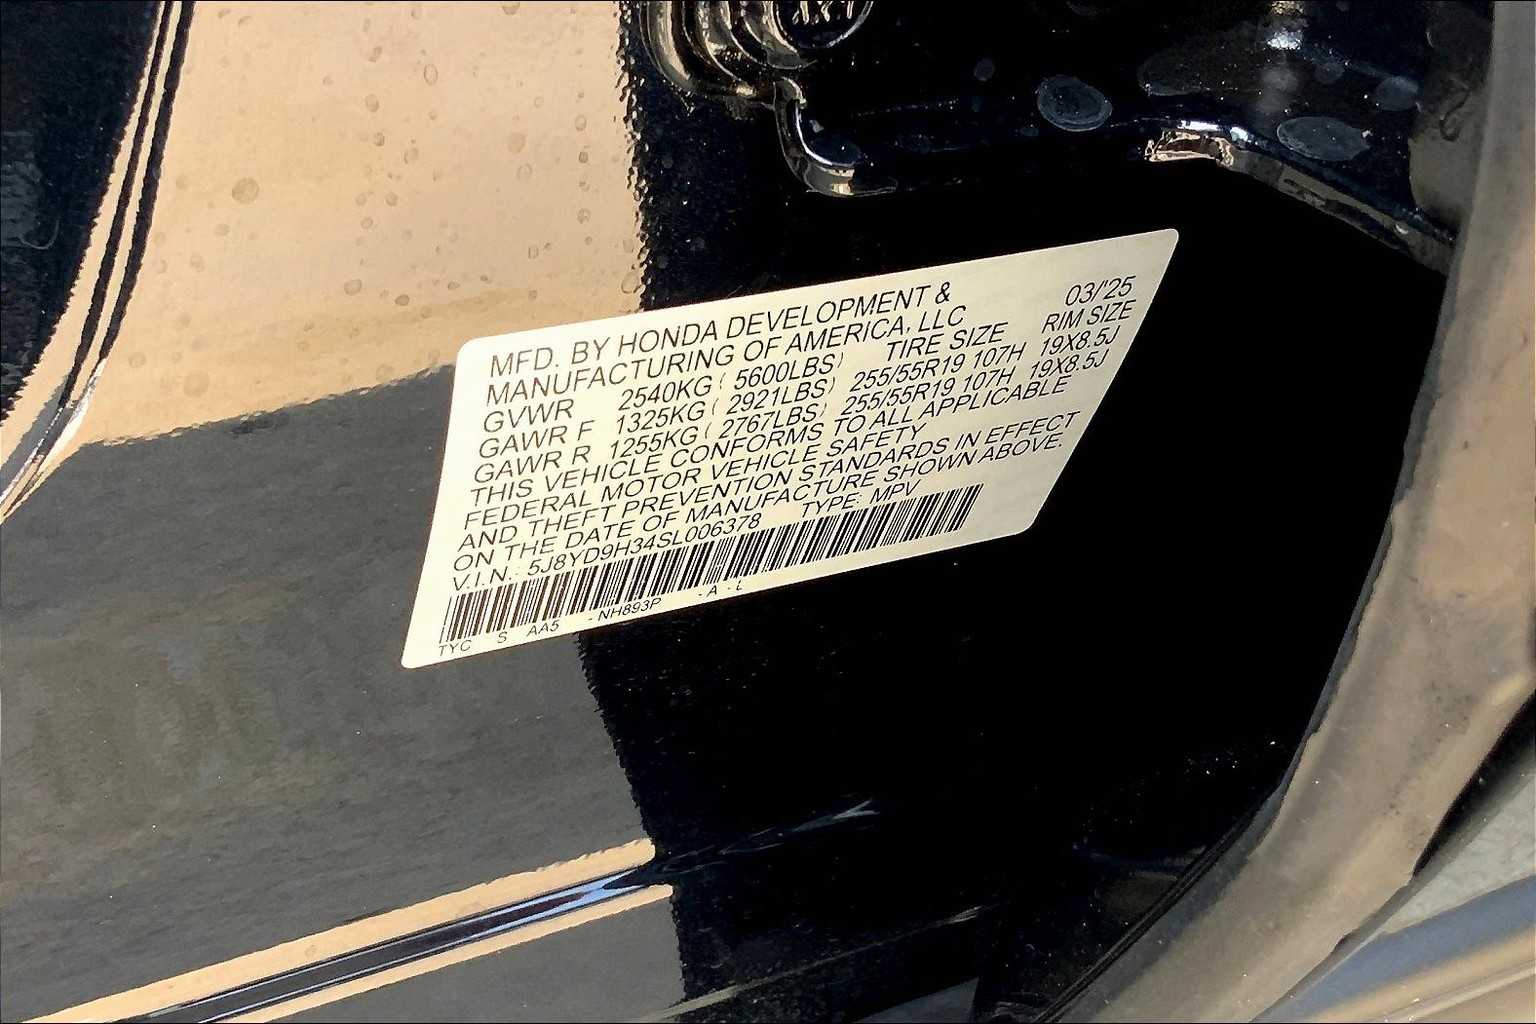 MFD. BY HONDA DEVELOPMENT &
MANUFACTURING OF AMERICA, LLC 03/'25
GVWR 2540KG ( 5600LBS) TIRE SIZE RIM SIZE
GAWR F 1325KG ( 2921LBS) 255/55R19 107H 19X8.5J
GAWR R 1255KG ( 2767LBS) 255/55R19 107H 19X8.5J
THIS VEHICLE CONFORMS TO ALL APPLICABLE
FEDERAL MOTOR VEHICLE SAFETY
AND THEFT PREVENTION STANDARDS IN EFFECT
ON THE DATE OF MANUFACTURE SHOWN ABOVE.
V.I.N.: 5J8YD9H34SL006378 TYPE: MPV
TYC S AA5 - NH893P - A - L